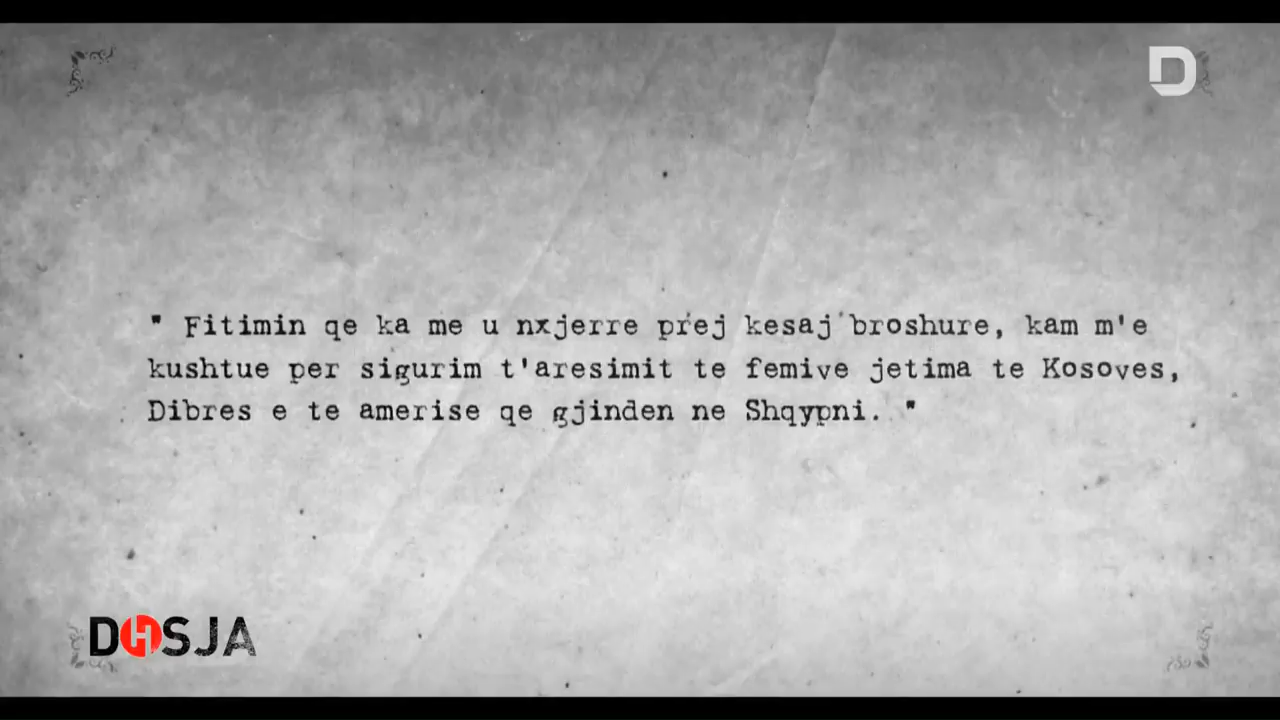 D
" Fitimin qe ka me u nxjerre prej kesaj broshure, kam m'e
kushtue per sigurim t'aresimit te femive jetima te Kosoves,
Dibres e te amerise qe gjinden ne Shqypni. "
DOSJA